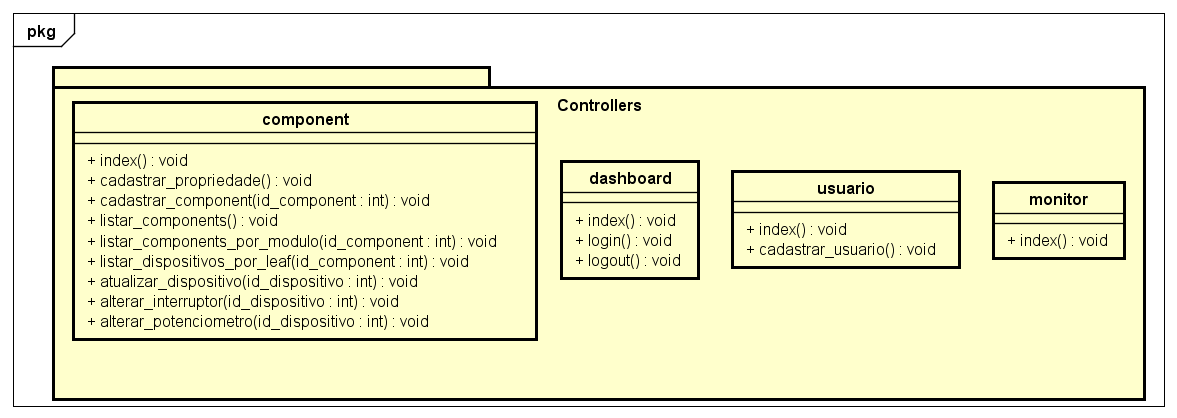 pkg
Controllers
component
+ index() : void
+ cadastrar_propriedade() : void
+ cadastrar_component(id_component : int) : void
+ listar_components() : void
+ listar_components_por_modulo(id_component : int) : void
+ listar_dispositivos_por_leaf(id_component : int) : void
+ atualizar_dispositivo(id_dispositivo : int) : void
+ alterar_interruptor(id_dispositivo : int) : void
+ alterar_potenciometro(id_dispositivo : int) : void
dashboard
+ index() : void
+ login() : void
+ logout() : void
usuario
+ index() : void
+ cadastrar_usuario() : void
monitor
+ index() : void